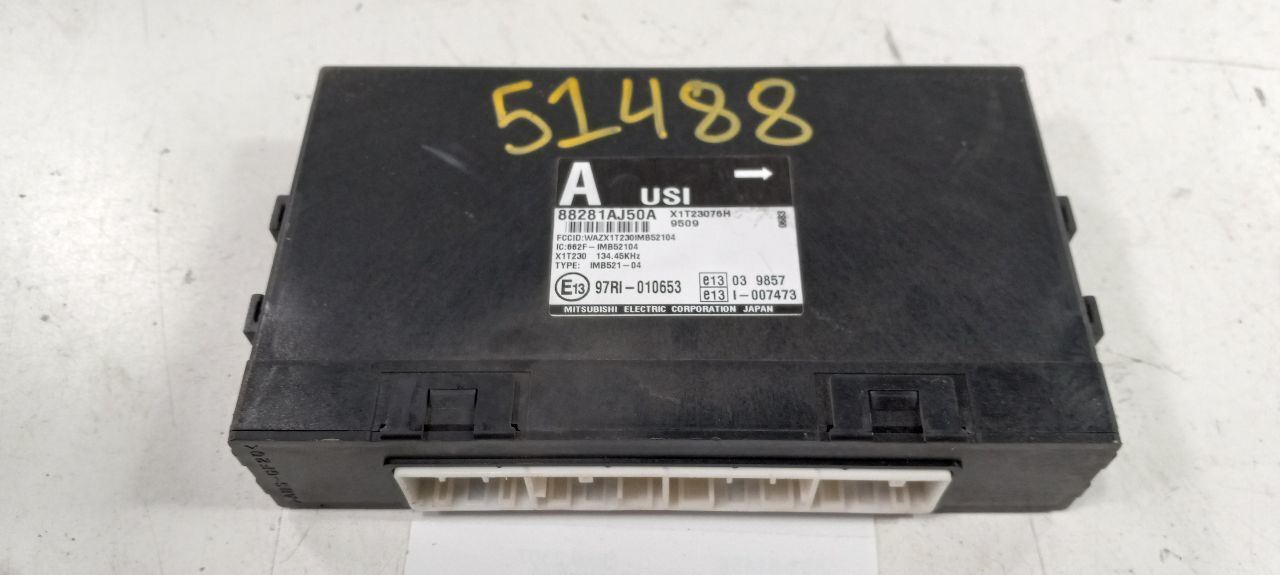 51488
A USI
88281AJ50A X1T23076H
9509
0683
FCCID:WAZX1T230IMB52104
IC:662F-IMB52104
X1T230 134.45KHz
TYPE: IMB521-04
E13 97RI-010653
e13 03 9857
e13 I-007473
MITSUBISHI ELECTRIC CORPORATION JAPAN